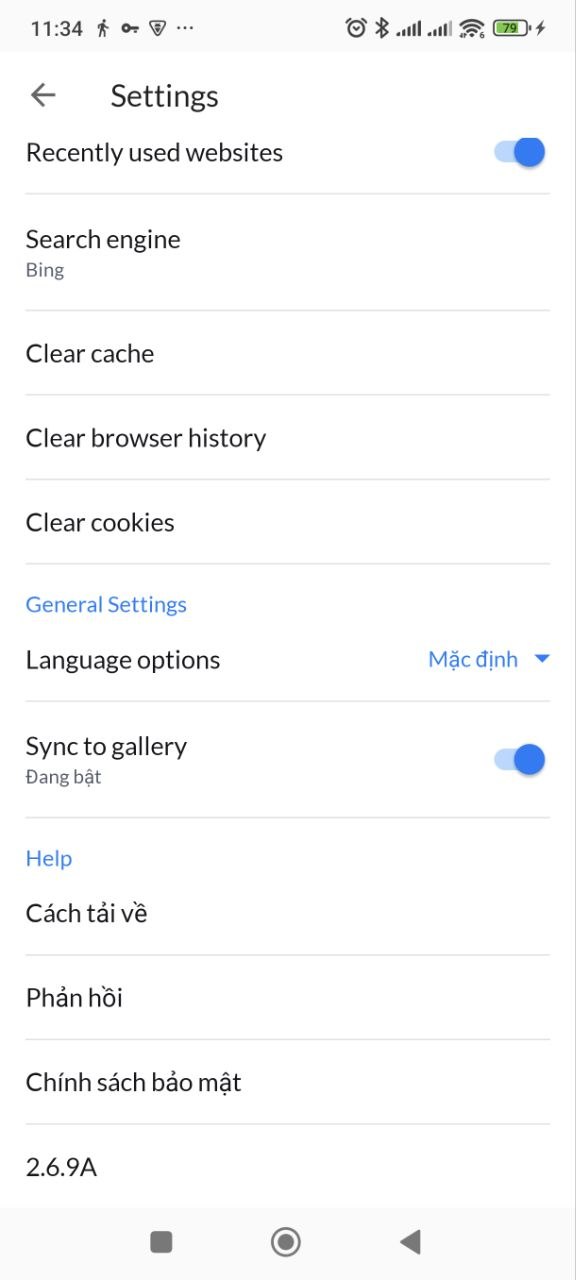 11:34
79
Settings
Recently used websites
Search engine
Bing
Clear cache
Clear browser history
Clear cookies
General Settings
Language options
Mặc định
Sync to gallery
Đang bật
Help
Cách tải về
Phản hồi
Chính sách bảo mật
2.6.9A